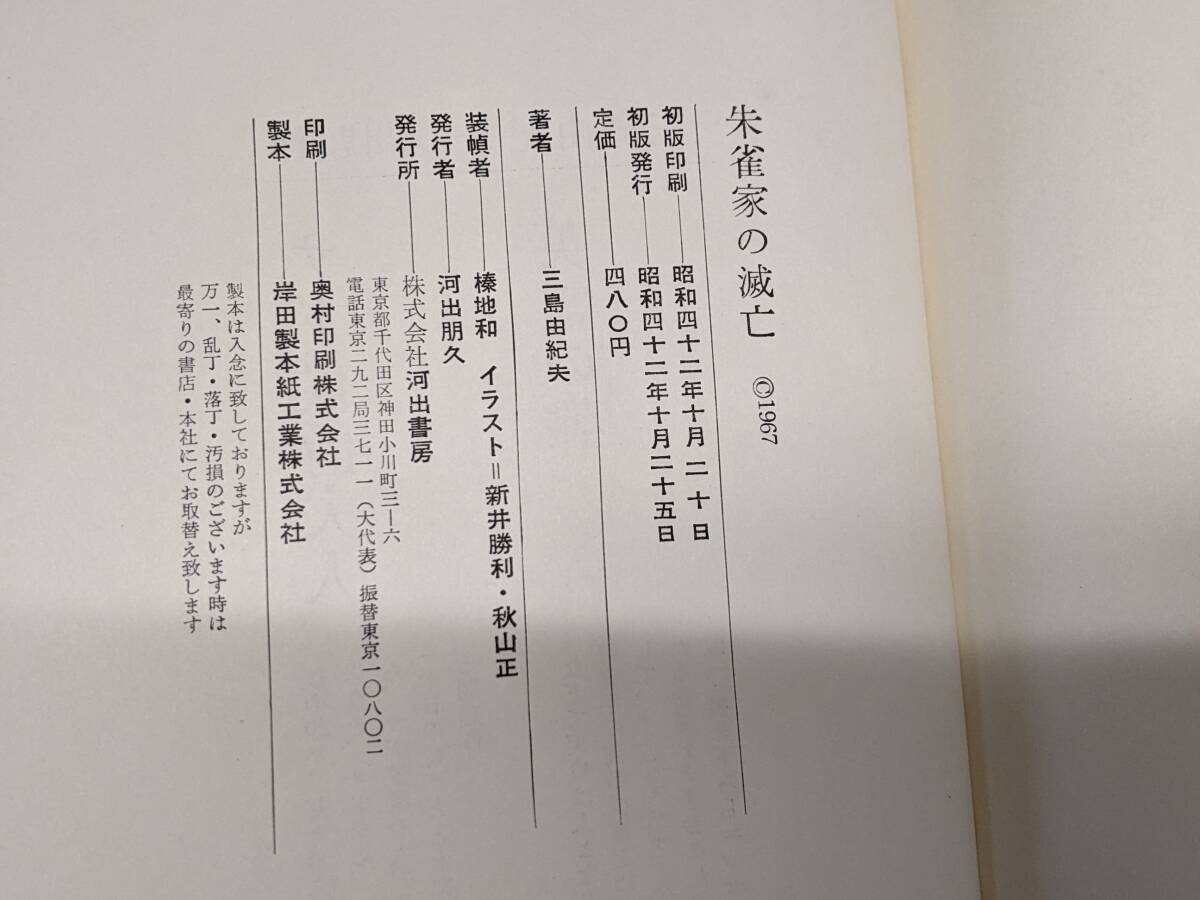 朱雀家の滅亡 ©1967
初版印刷──昭和四十二年十月二十日
初版発行──昭和四十二年十月二十五日
定価──四八〇円
著者──三島由紀夫
装幀者──榛地和 イラスト=新井勝利・秋山正
発行者──河出朋久
発行所──株式会社河出書房
東京都千代田区神田小川町三ー六
電話東京二九二局三七一一(大代表)振替東京一〇八〇二
印刷──奥村印刷株式会社
製本──岸田製本紙工業株式会社
製本は入念に致しておりますが
万一、乱丁・落丁・汚損のございます時は
最寄りの書店・本社にてお取替え致します